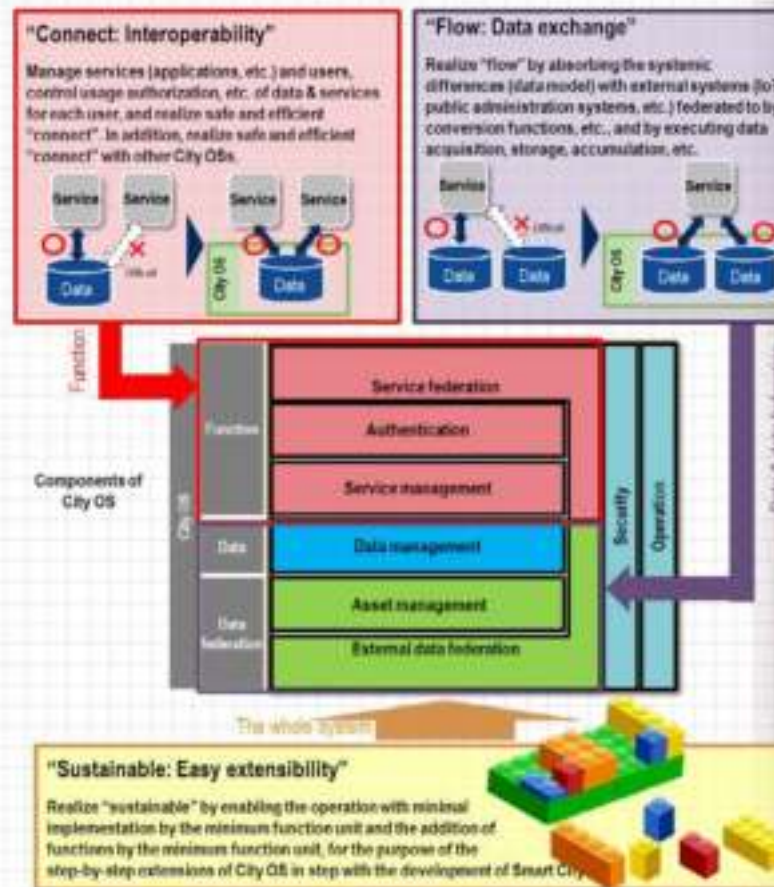 "Connect: Interoperability"
Manage services (applications, etc.) and users,
control usage authorization, etc. of data & services
for each user, and realize safe and efficient
"connect". In addition, realize safe and efficient
"connect" with other City OSs.
Service
Service
Service
Service
Difficult
Data
City OS
Data
"Flow: Data exchange"
Realize "flow" by absorbing the systemic
differences (data model) with external systems
public administration systems, etc.) federated to
conversion functions, etc., and by executing data
acquisition, storage, accumulation, etc.
Service
Service
Difficult
Data
Data
City OS
Data
Data
Function
Components of
City OS
City OS
Function
Service federation
Authentication
Service management
Data
Data management
Data
federation
Asset management
External data federation
Security
Operation
The whole system
"Sustainable: Easy extensibility"
Realize "sustainable" by enabling the operation with minimal
implementation by the minimum function unit and the addition of
functions by the minimum function unit, for the purpose of the
step-by-step extensions of City OS in step with the development of Smart City